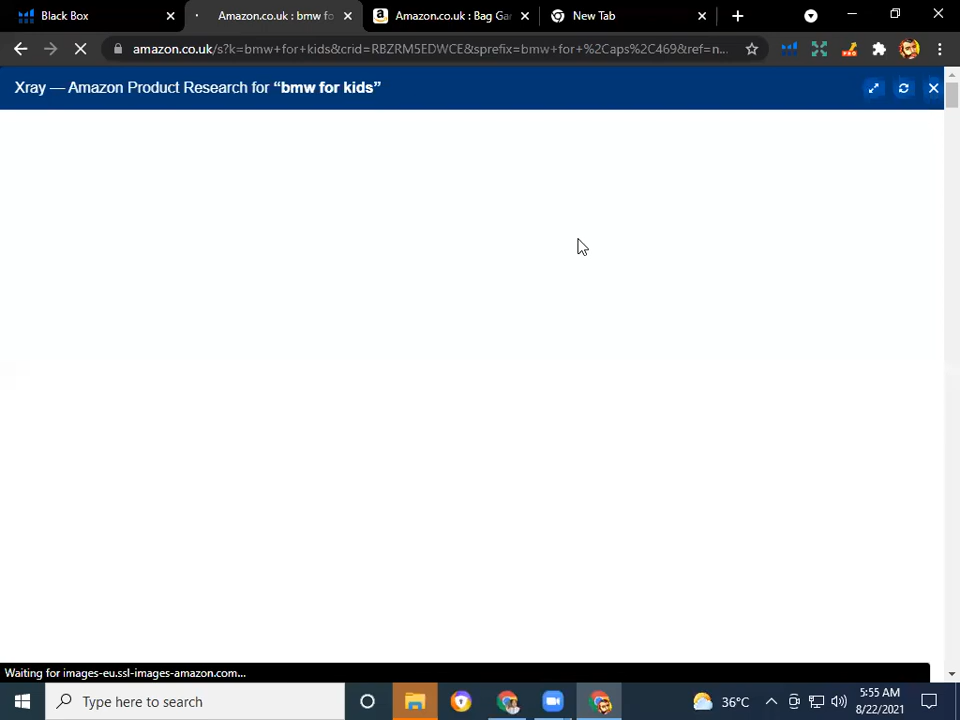 Black Box
Amazon.co.uk : bmw fo
Amazon.co.uk : Bag Ga
New Tab
amazon.co.uk/s?k=bmw+for+kids&crid=RBZRM5EDWCE&sprefix=bmw+for+%2Caps%2C469&ref=n...
Xray — Amazon Product Research for “bmw for kids”
Waiting for images-eu.ssl-images-amazon.com...
Type here to search
36°C
5:55 AM
8/22/2021